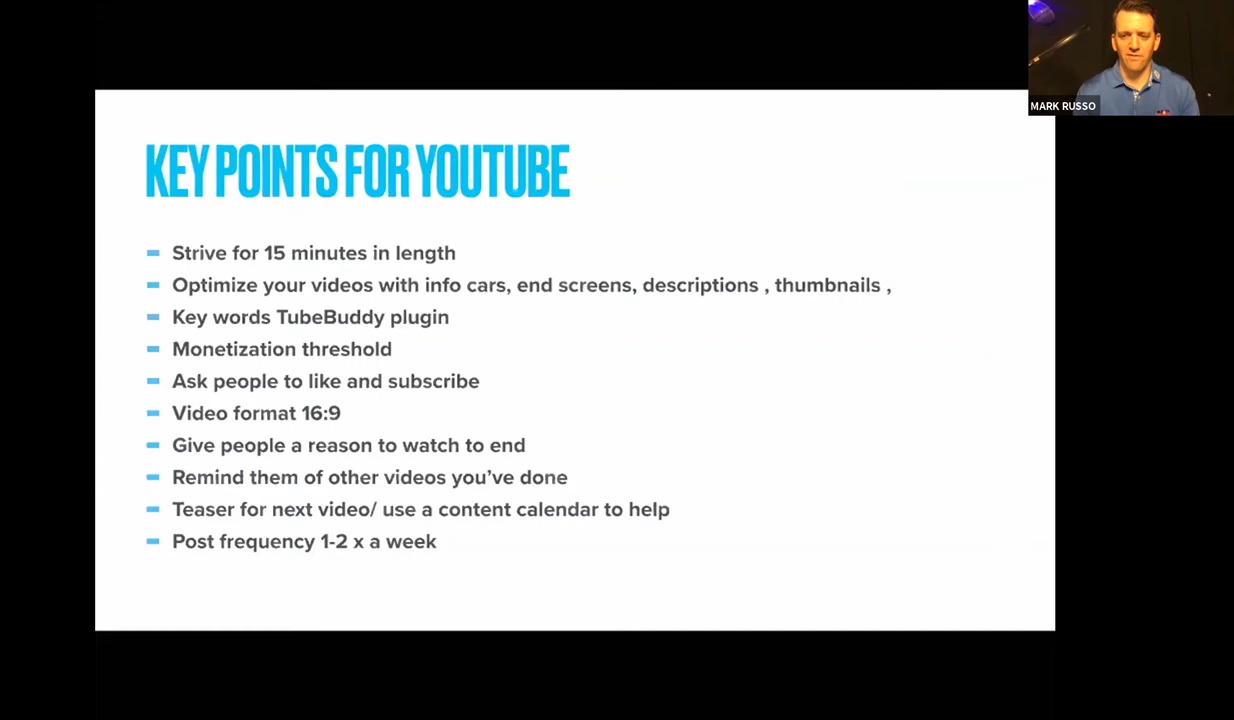 MARK RUSSO
KEY POINTS FOR YOUTUBE
Strive for 15 minutes in length
Optimize your videos with info cars, end screens, descriptions , thumbnails ,
Key words TubeBuddy plugin
Monetization threshold
Ask people to like and subscribe
Video format 16:9
Give people a reason to watch to end
Remind them of other videos you’ve done
Teaser for next video/ use a content calendar to help
Post frequency 1-2 x a week